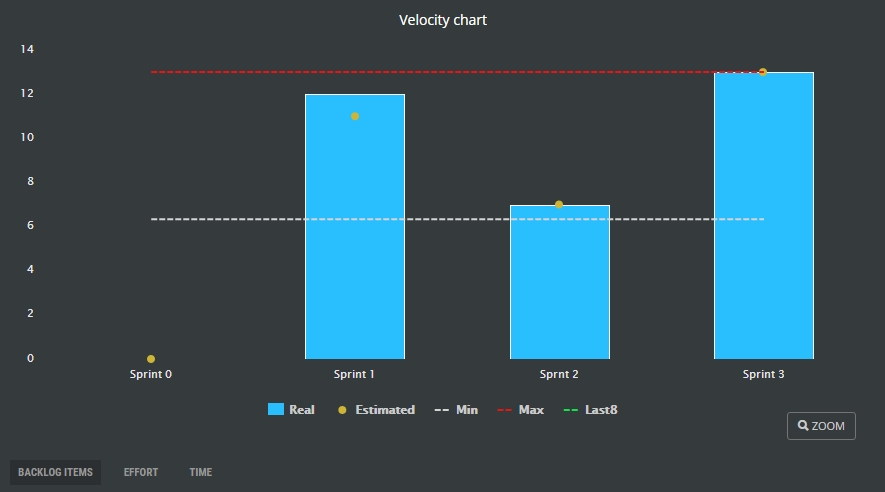 Velocity chart
14
12
10
8
6
4
2
0
Sprint 0
Sprint 1
Sprnt 2
Sprnt 3
Real
Estimated
Min
Max
Last8
ZOOM
BACKLOG ITEMS
EFFORT
TIME